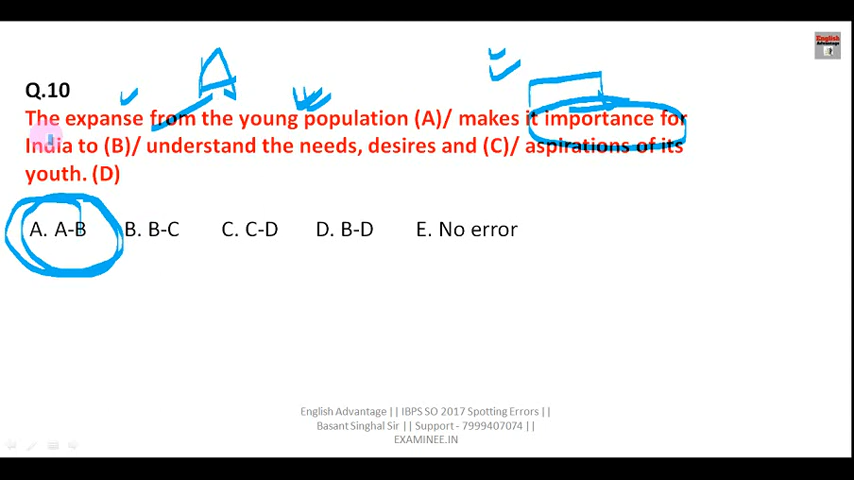 English
Advantage
Q.10
The expanse from the young population (A)/ makes it importance for
India to (B)/ understand the needs, desires and (C)/ aspirations of its
youth. (D)
A. A-B B. B-C C. C-D D. B-D E. No error
English Advantage || IBPS SO 2017 Spotting Errors ||
Basant Singhal Sir || Support - 7999407074 ||
EXAMINEE.IN